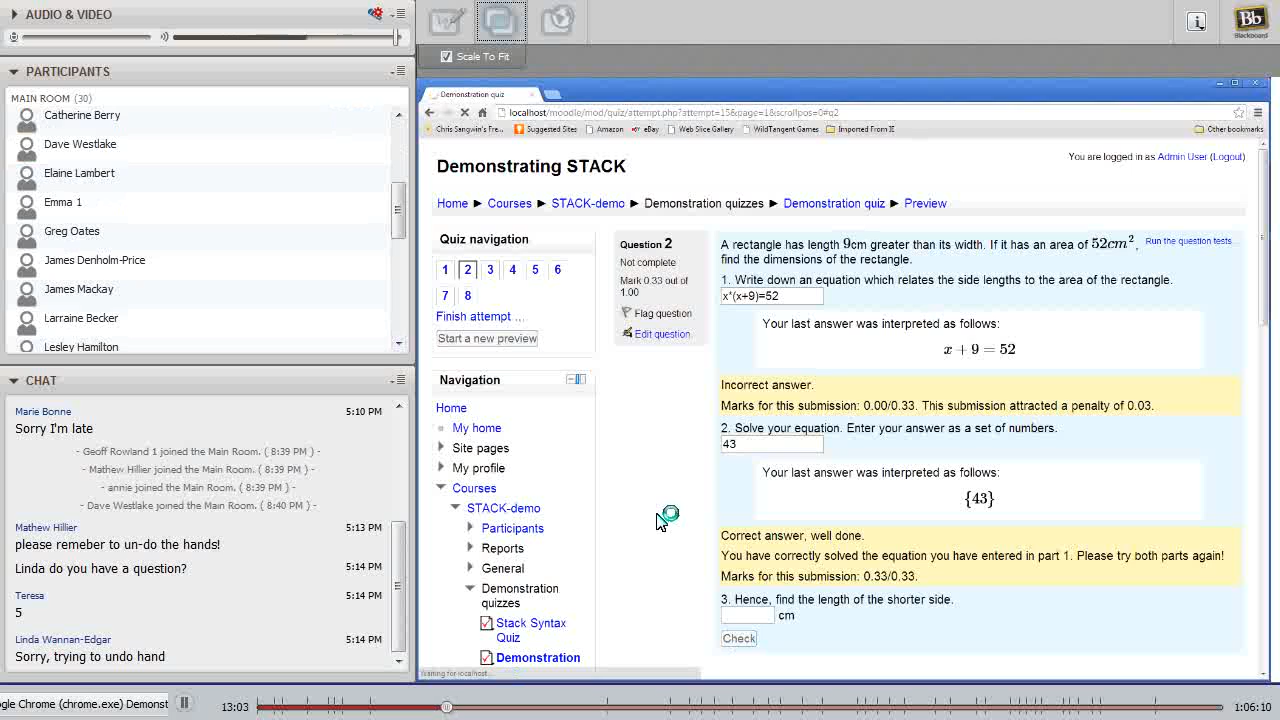 AUDIO & VIDEO
PARTICIPANTS
MAIN ROOM (30)
Dave Wastlake
Elaine Lambert
Emma 1
Greg Oates
James Denholm-Price
James Mackay
Larraine Becker
Lesley Hamilton
CHAT
Marie Bonne 5:10 PM
Sorry I'm late
- Geoff Rowland 1 joined the Main Room. ( 8:39 PM ) -
- Mathew Hillier joined the Main Room. ( 8:39 PM ) -
- annie joined the Main Room. ( 8:39 PM ) -
- Dave Wastlake joined the Main Room. ( 8:40 PM ) -
Mathew Hillier 5:13 PM
please remeber to un-do the hands!
Linda do you have a question? 5:14 PM
Teresa 5:14 PM
5
Linda Wannan-Edgar 5:14 PM
Sorry, trying to undo hand
Scale To Fit
Bb
Blackboard
Demonstration quiz
localhost/moodle/mod/quiz/attempt.php?attempt=15&page=1&scrollpos=0#q2
Chris Sangwin's Fre... Suggested Sites Amazon eBay Web Slice Gallery WildTangent Games Imported From IE Other bookmarks
Demonstrating STACK
You are logged in as Admin User (Logout)
Home ► Courses ► STACK-demo ► Demonstration quizzes ► Demonstration quiz ► Preview
Quiz navigation
1 2 3 4 5 6
7 8
Finish attempt ...
Start a new preview
Navigation
Home
My home
Site pages
My profile
Courses
STACK-demo
Participants
Reports
General
Demonstration
quizzes
Stack Syntax
Quiz
Demonstration
Question 2
Not complete
Mark 0.33 out of
1.00
Flag question
Edit question
A rectangle has length 9cm greater than its width. If it has an area of 52cm², Run the question tests...
find the dimensions of the rectangle.
1. Write down an equation which relates the side lengths to the area of the rectangle.
x*(x+9)=52
Your last answer was interpreted as follows:
x + 9 = 52
Incorrect answer.
Marks for this submission: 0.00/0.33. This submission attracted a penalty of 0.03.
2. Solve your equation. Enter your answer as a set of numbers.
43
Your last answer was interpreted as follows:
{43}
Correct answer, well done.
You have correctly solved the equation you have entered in part 1. Please try both parts again!
Marks for this submission: 0.33/0.33.
3. Hence, find the length of the shorter side.
cm
Check
Waiting for localhost...
gle Chrome (chrome.exe) Demonst
13:03
1:06:10